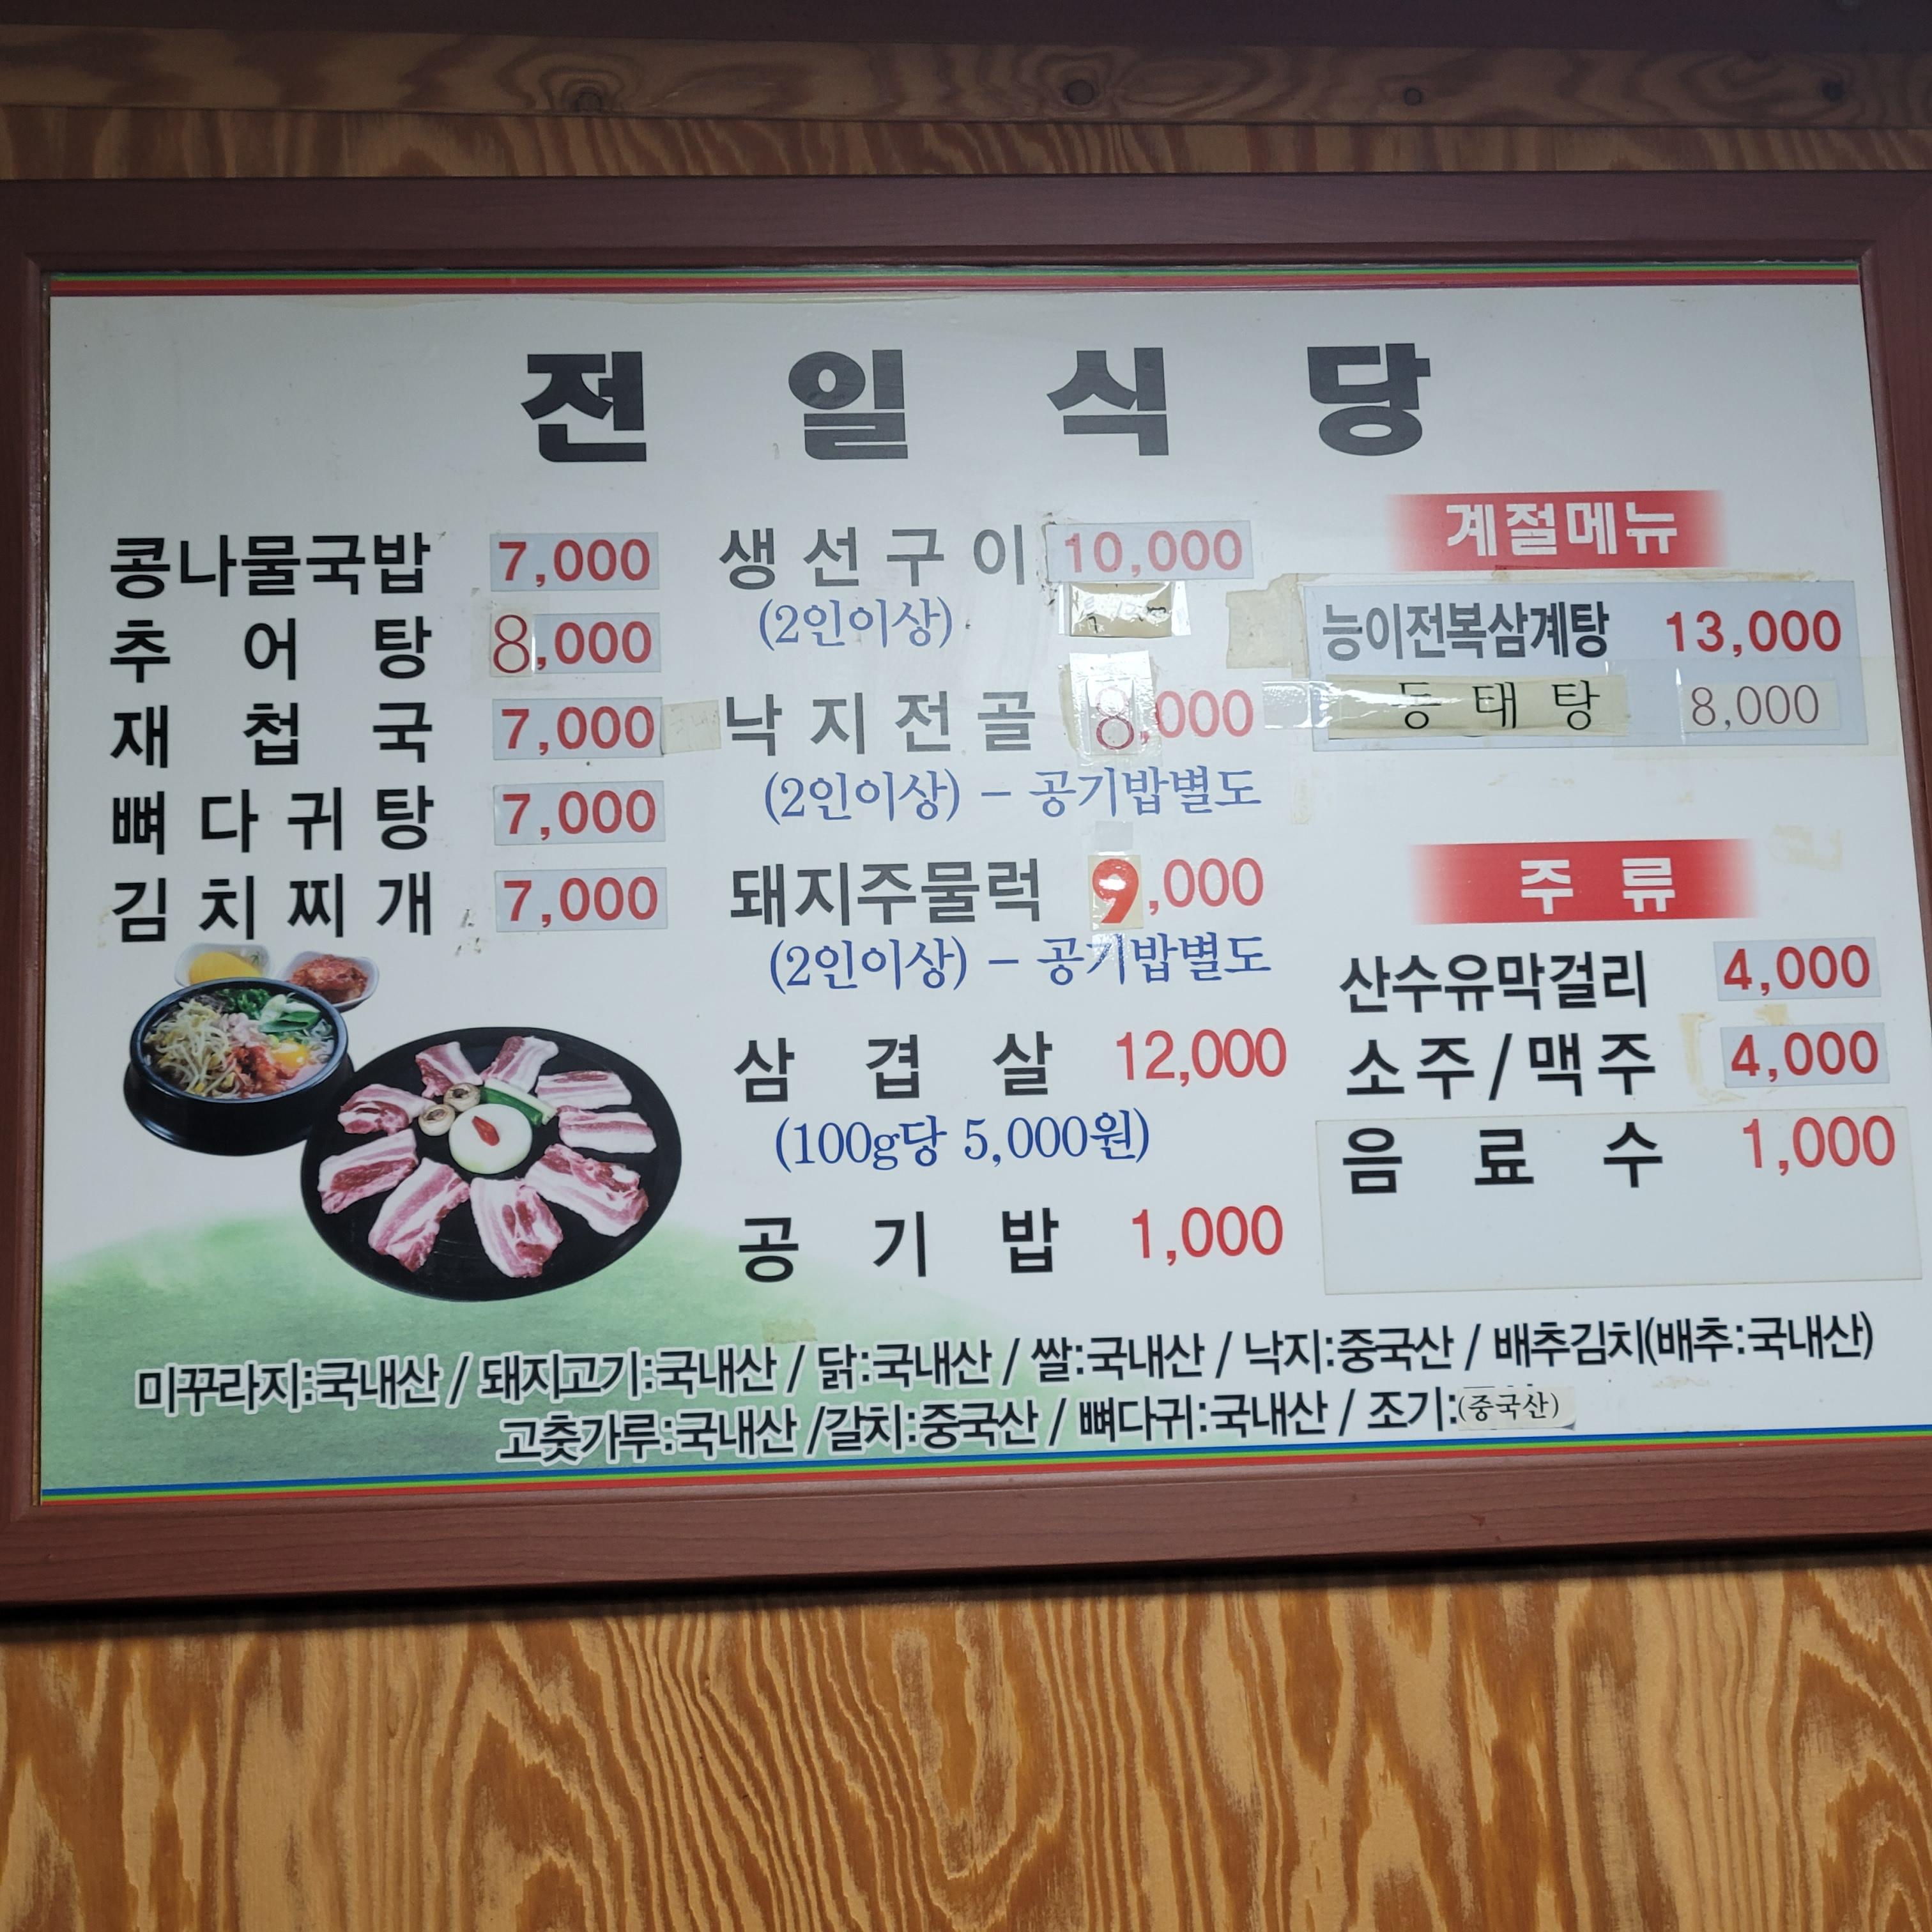 전일식당
콩나물국밥 7,000
추어탕 8,000
재첩국 7,000
뼈다귀탕 7,000
김치찌개 7,000
생선구이 10,000
(2인이상)
낙지전골 8,000
(2인이상) - 공기밥별도
돼지주물럭 9,000
(2인이상) - 공기밥별도
삼겹살 12,000
(100g당 5,000원)
공기밥 1,000
계절메뉴
능이전복삼계탕 13,000
동태탕 8,000
주류
산수유막걸리 4,000
소주/맥주 4,000
음료수 1,000
미꾸라지:국내산 / 돼지고기:국내산 / 닭:국내산 / 쌀:국내산 / 낙지:중국산 / 배추김치(배추:국내산)
고춧가루:국내산 /갈치:중국산 / 뼈다귀:국내산 / 조기:(중국산)